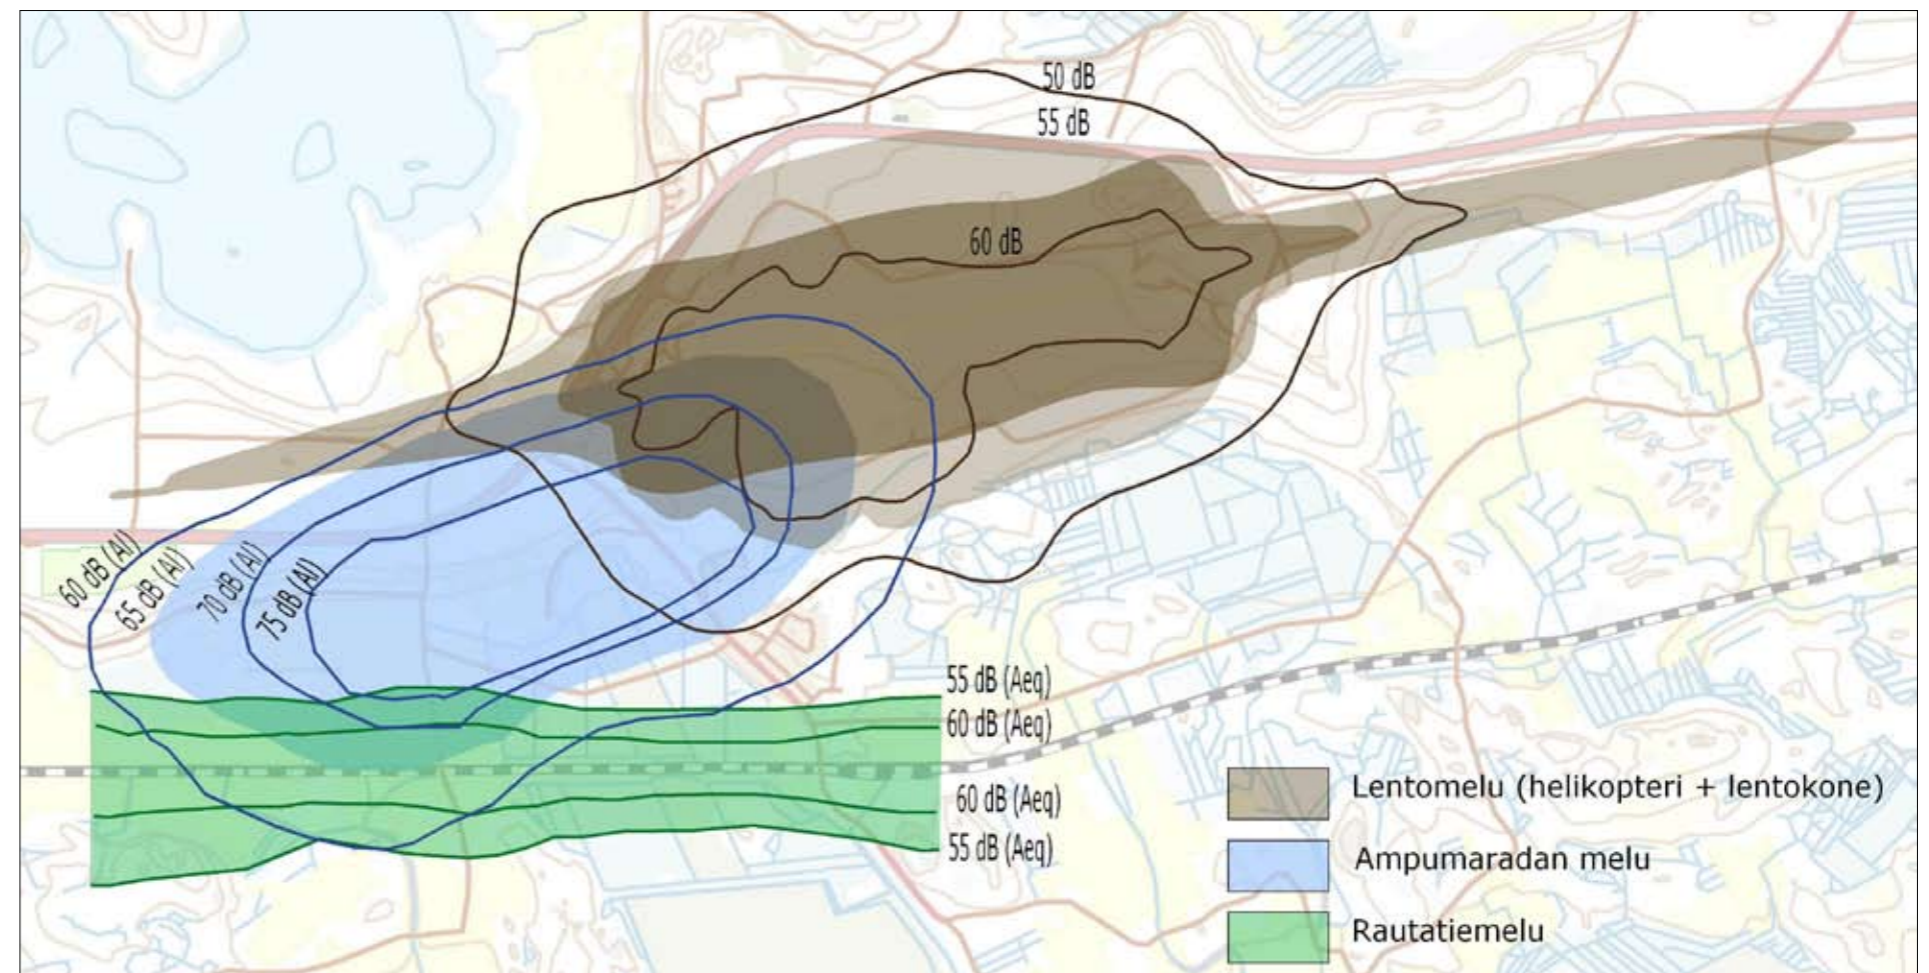 50 dB
55 dB
60 dB
60 dB (AI)
65 dB (AI)
70 dB (AI)
75 dB (AI)
55 dB (Aeq)
60 dB (Aeq)
60 dB (Aeq)
55 dB (Aeq)
Lentomelu (helikopteri + lentokone)
Ampumaradan melu
Rautatiemelu